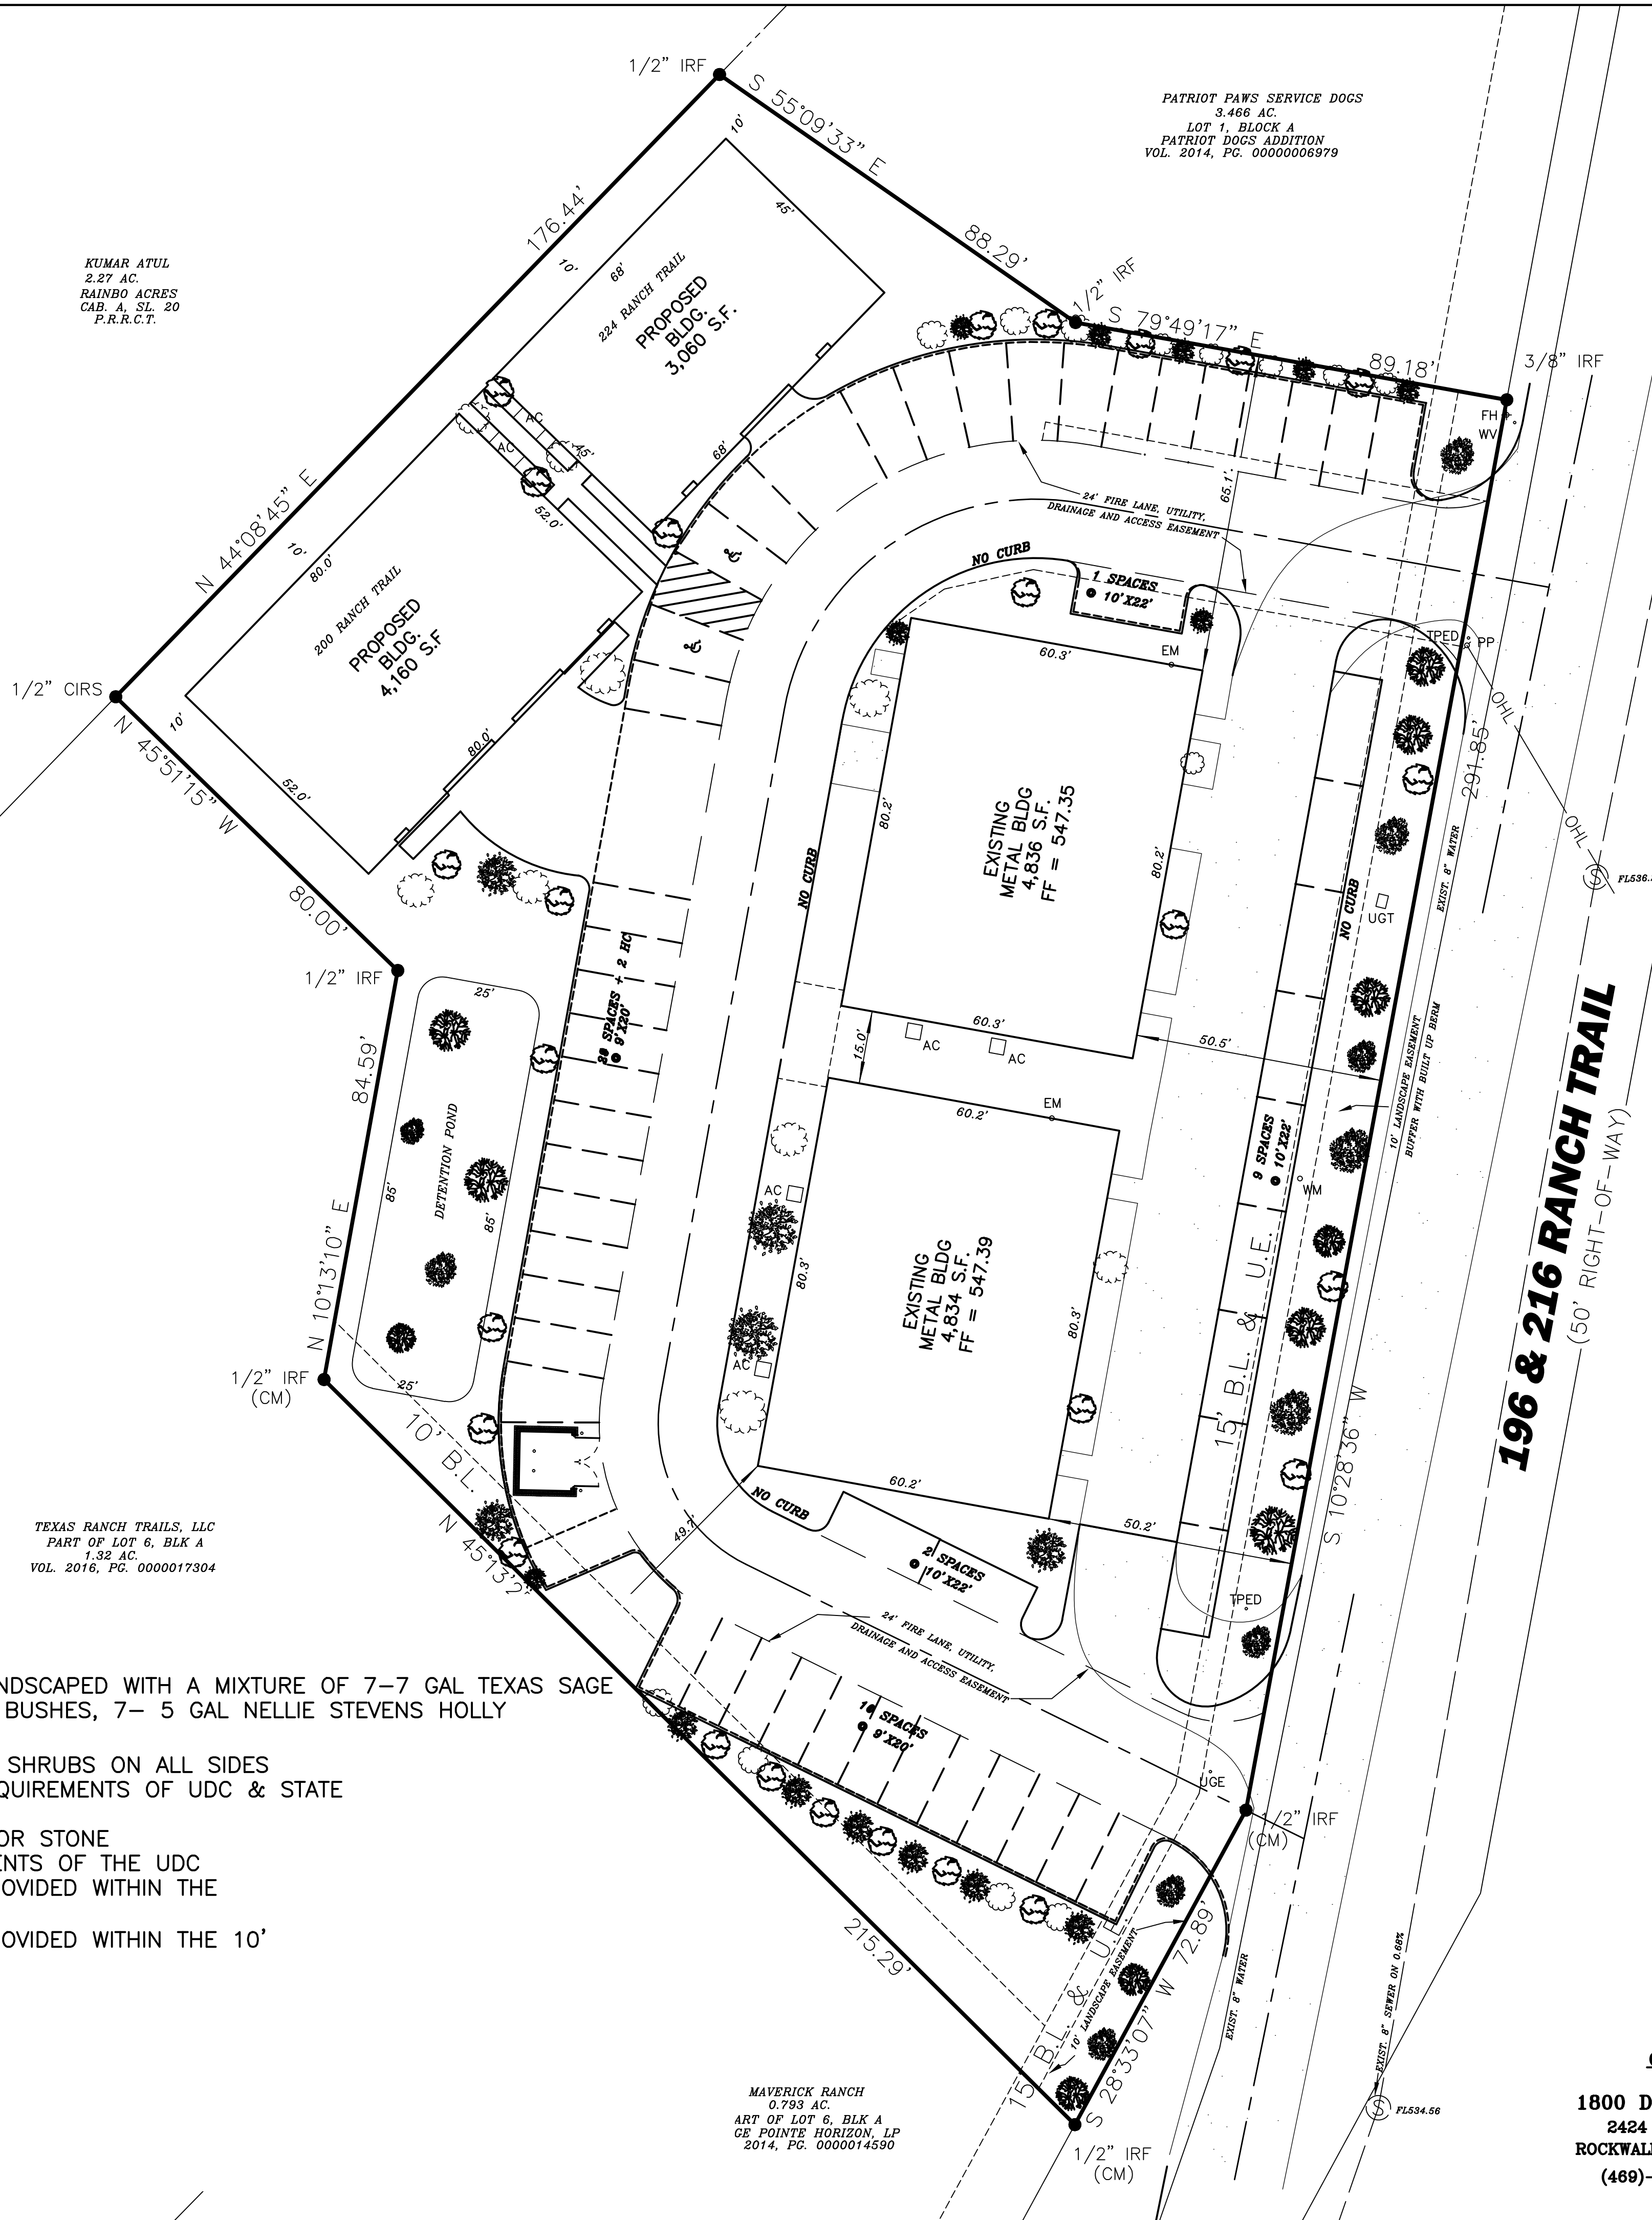 1/2" IRF
S 55°09'33" E
88.29'
PATRIOT PAWS SERVICE DOGS
3.466 AC.
LOT 1, BLOCK A
PATRIOT DOGS ADDITION
VOL. 2014, PG. 00000006979
KUMAR ATUL
2.27 AC.
RAINBO ACRES
CAB. A, SL. 20
P.R.R.C.T.
176.44'
N 44°08'45" E
10'
45'
10'
68'
224 RANCH TRAIL
PROPOSED
BLDG.
3,060 S.F.
1/2" IRF
S 79°49'17" E
89.18'
3/8" IRF
FH
WV
AC
AC
45'
68'
52.0'
10'
80.0'
200 RANCH TRAIL
PROPOSED
BLDG.
4,160 S.F
10'
52.0'
80.0'
65.1'
24' FIRE LANE, UTILITY,
DRAINAGE AND ACCESS EASEMENT
NO CURB
1 SPACES
10'X22'
EM
60.3'
TPED
PP
OHL
OHL
291.85'
1/2" CIRS
N 45°51'15" W
80.00'
1/2" IRF
80.2'
EXISTING
METAL BLDG
4,836 S.F.
FF = 547.35
80.2'
NO CURB
NO CURB
UGT
EXIST. 8" WATER
28 SPACES + 2 HC
9'X20'
60.3'
AC
AC
15.0'
50.5'
10' LANDSCAPE EASEMENT
BUFFER WITH BUILT UP BERM
196 & 216 RANCH TRAIL
(50' RIGHT-OF-WAY)
25'
84.59'
DETENTION POND
85'
85'
25'
N 10°13'10" E
60.2'
EM
9 SPACES
10'X22'
WM
AC
80.3'
EXISTING
METAL BLDG
4,834 S.F.
FF = 547.39
80.3'
AC
15' B.L. & U.E.
S 10°28'36" W
1/2" IRF
(CM)
10' B.L.
60.2'
NO CURB
49.2'
50.2'
2 SPACES
10'X22'
TPED
TEXAS RANCH TRAILS, LLC
PART OF LOT 6, BLK A
1.32 AC.
VOL. 2016, PG. 0000017304
24' FIRE LANE, UTILITY,
DRAINAGE AND ACCESS EASEMENT
NDSCAPED WITH A MIXTURE OF 7-7 GAL TEXAS SAGE
BUSHES, 7- 5 GAL NELLIE STEVENS HOLLY
SHRUBS ON ALL SIDES
QUIREMENTS OF UDC & STATE
OR STONE
ENTS OF THE UDC
OVIDED WITHIN THE
OVIDED WITHIN THE 10'
SPACES
9'X20'
UGE
1/2" IRF
(CM)
215.29'
10' LANDSCAPE EASEMENT
72.89'
S 28°33'07" W
EXIST. 8" WATER
EXIST. 8" SEWER ON 0.68%
S
FL534.56
MAVERICK RANCH
0.793 AC.
ART OF LOT 6, BLK A
GE POINTE HORIZON, LP
2014, PG. 0000014590
1/2" IRF
(CM)
1800 D
2424
ROCKWAL
(469)-